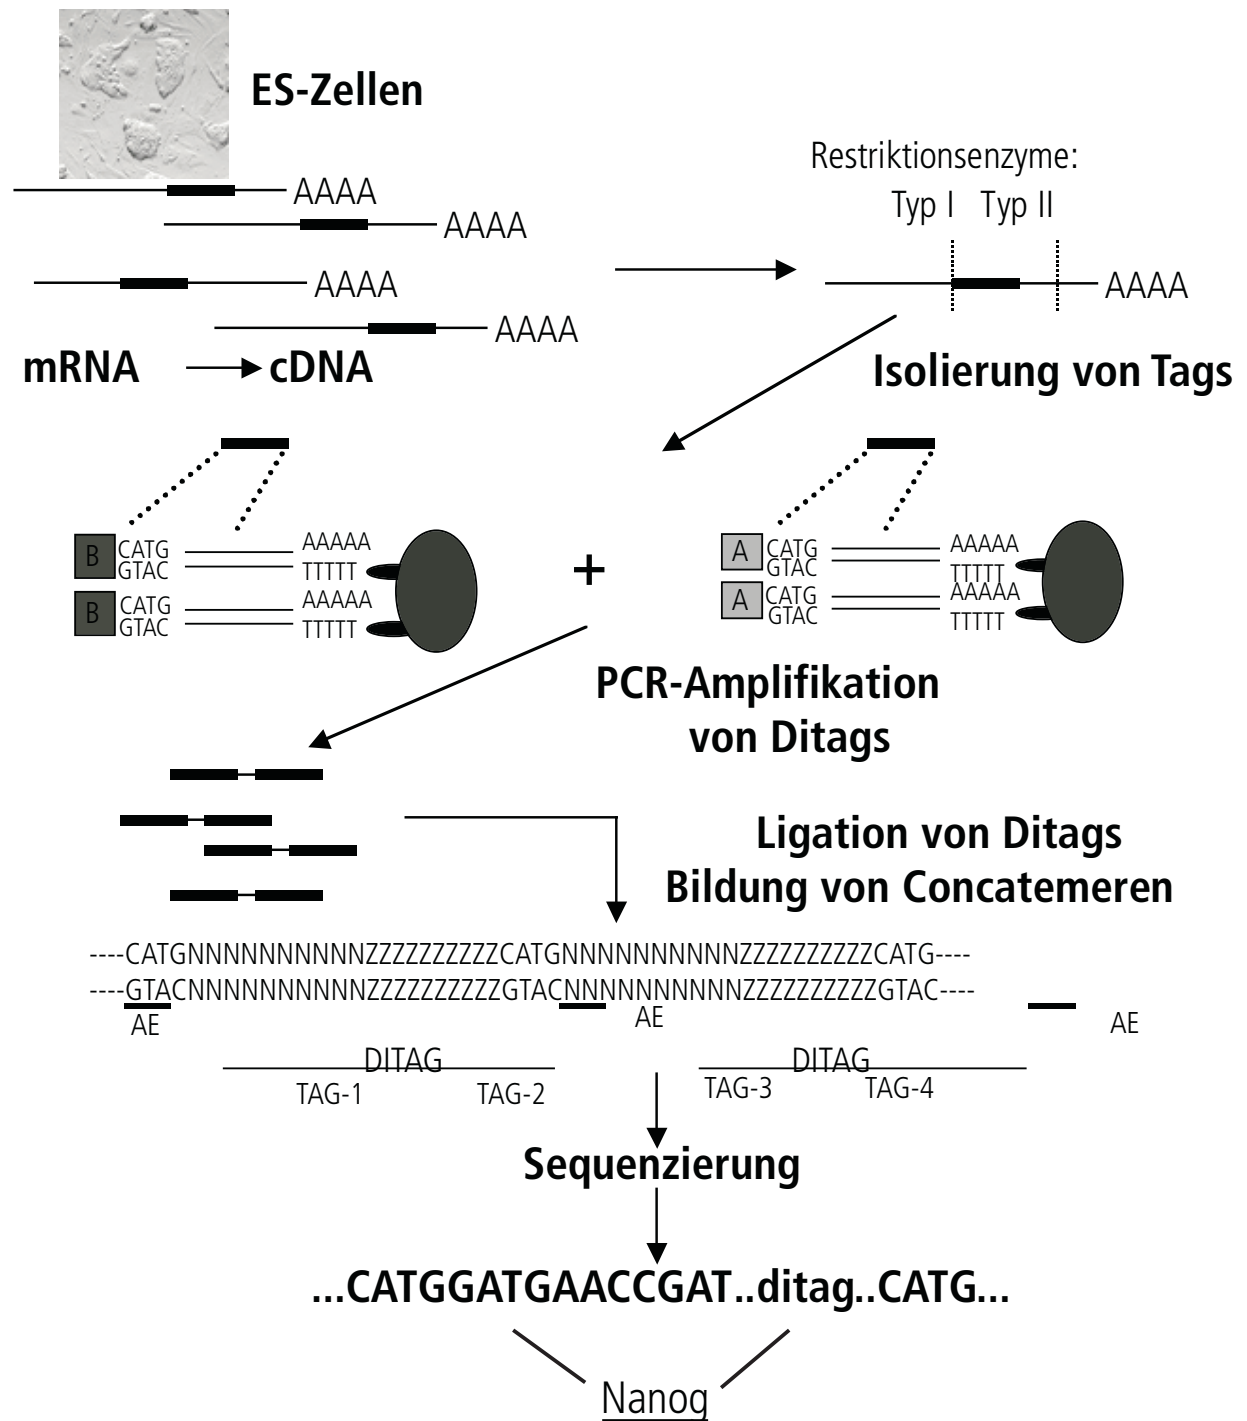 ES-Zellen
AAAA
AAAA
AAAA
AAAA
mRNA
cDNA
Restriktionsenzyme:
Typ I Typ II
AAAA
Isolierung von Tags
B
CATG
GTAC
AAAAA
TTTTT
B
CATG
GTAC
AAAAA
TTTTT
+
A
CATG
GTAC
AAAAA
TTTTT
A
CATG
GTAC
AAAAA
TTTTT
PCR-Amplifikation
von Ditags
Ligation von Ditags
Bildung von Concatemeren
----CATGNNNNNNNNNNZZZZZZZZZZCATGNNNNNNNNNNZZZZZZZZZZCATG----
----GTACNNNNNNNNNNZZZZZZZZZZGTACNNNNNNNNNNZZZZZZZZZZGTAC----
AE
AE
AE
DITAG
DITAG
TAG-1
TAG-2
TAG-3
TAG-4
Sequenzierung
...CATGGATGAACCGAT..ditag..CATG...
Nanog